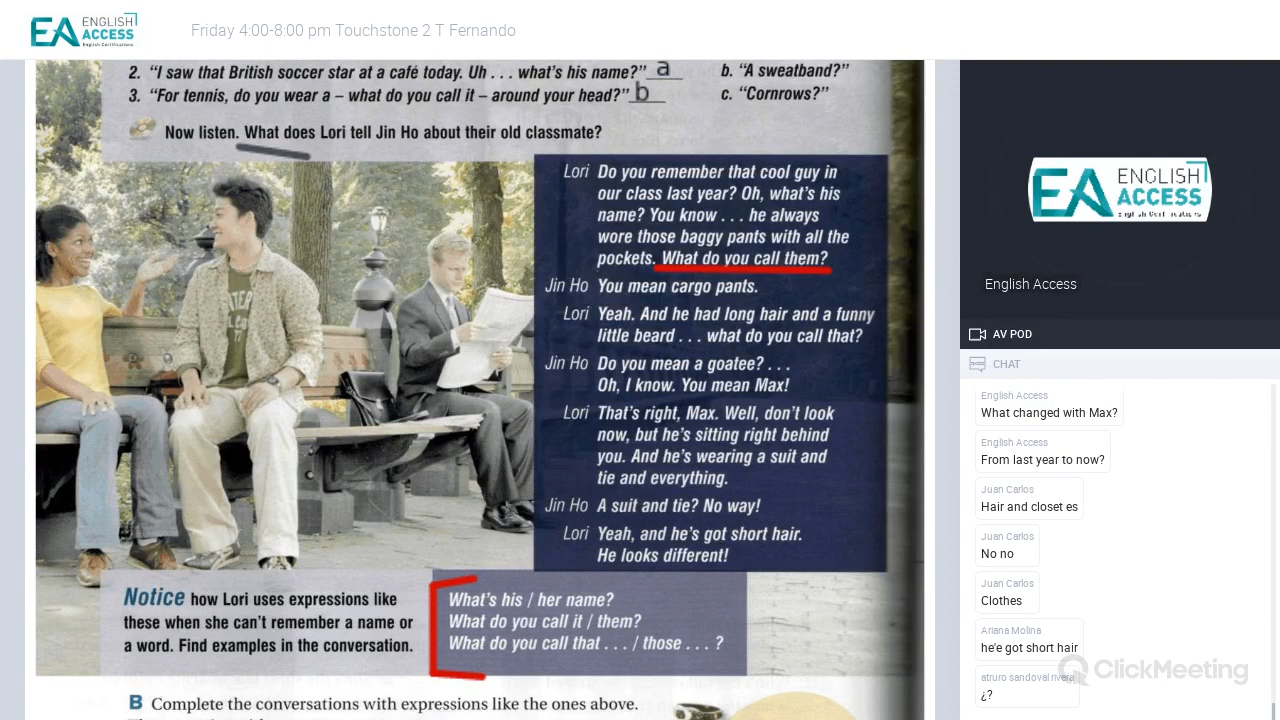 EA ENGLISH ACCESS
English Certifications
Friday 4:00-8:00 pm Touchstone 2 T Fernando
2. “I saw that British soccer star at a café today. Uh . . . what’s his name?” a
b. “A sweatband?”
3. “For tennis, do you wear a – what do you call it – around your head?” b
c. “Cornrows?”
Now listen. What does Lori tell Jin Ho about their old classmate?
Lori Do you remember that cool guy in
our class last year? Oh, what’s his
name? You know . . . he always
wore those baggy pants with all the
pockets. What do you call them?
Jin Ho You mean cargo pants.
Lori Yeah. And he had long hair and a funny
little beard . . . what do you call that?
Jin Ho Do you mean a goatee? . . .
Oh, I know. You mean Max!
Lori That’s right, Max. Well, don’t look
now, but he’s sitting right behind
you. And he’s wearing a suit and
tie and everything.
Jin Ho A suit and tie? No way!
Lori Yeah, and he’s got short hair.
He looks different!
Notice how Lori uses expressions like
these when she can’t remember a name or
a word. Find examples in the conversation.
What’s his / her name?
What do you call it / them?
What do you call that . . . / those . . . ?
B Complete the conversations with expressions like the ones above.
EA ENGLISH ACCESS
English Certifications
English Access
AV POD
CHAT
English Access
What changed with Max?
English Access
From last year to now?
Juan Carlos
Hair and closet es
Juan Carlos
No no
Juan Carlos
Clothes
Ariana Molina
he'e got short hair
atruro sandoval rivera
¿?
ClickMeeting